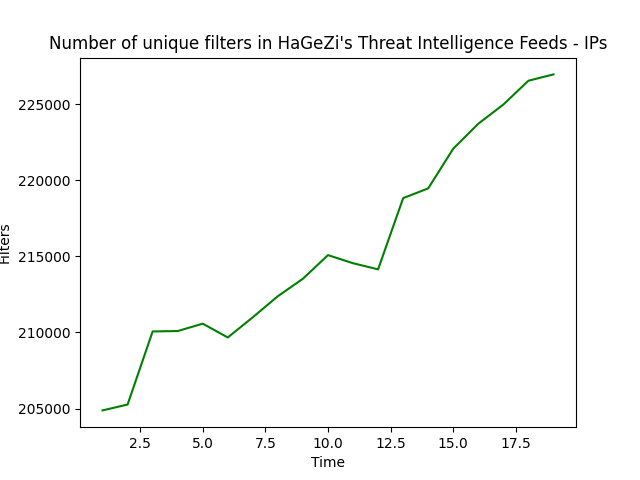 Number of unique filters in HaGeZi's Threat Intelligence Feeds - IPs
225000
220000
215000
210000
205000
Filters
2.5 5.0 7.5 10.0 12.5 15.0 17.5
Time